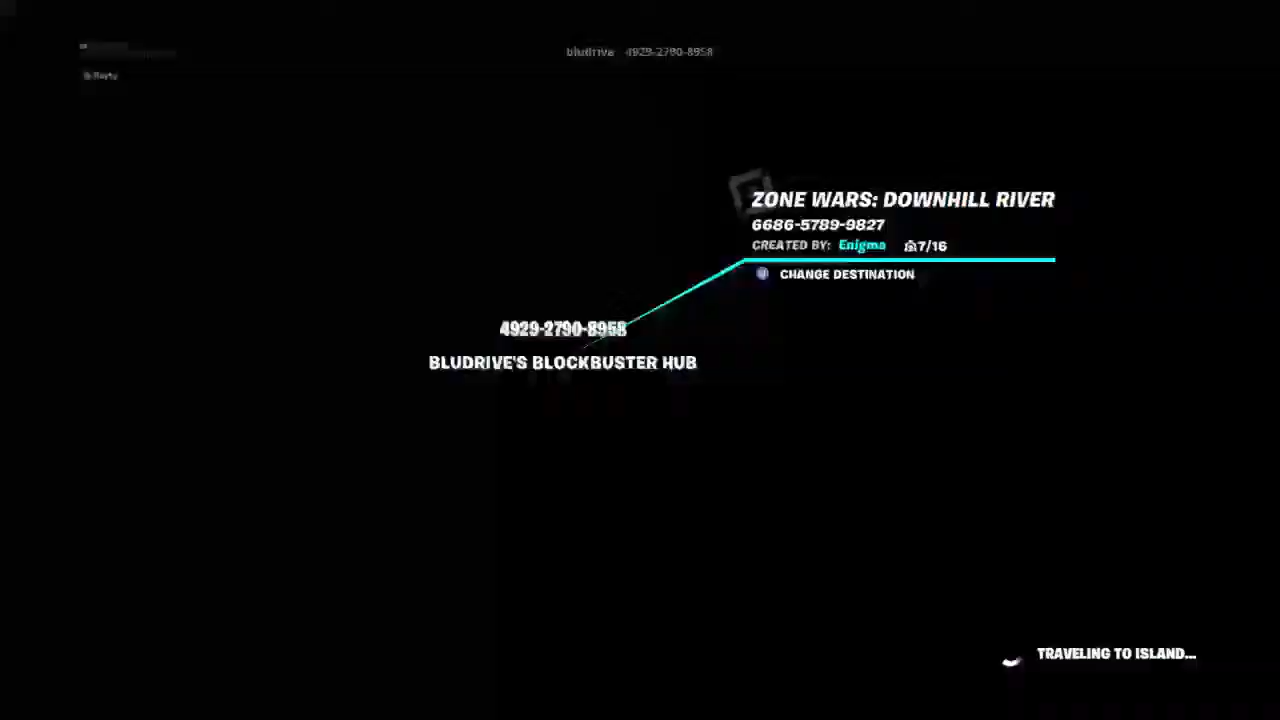 bludrive 4929-2790-8958
Party
ZONE WARS: DOWNHILL RIVER
6686-5789-9827
CREATED BY: Enigma 7/16
CHANGE DESTINATION
4929-2790-8958
BLUDRIVE'S BLOCKBUSTER HUB
TRAVELING TO ISLAND...